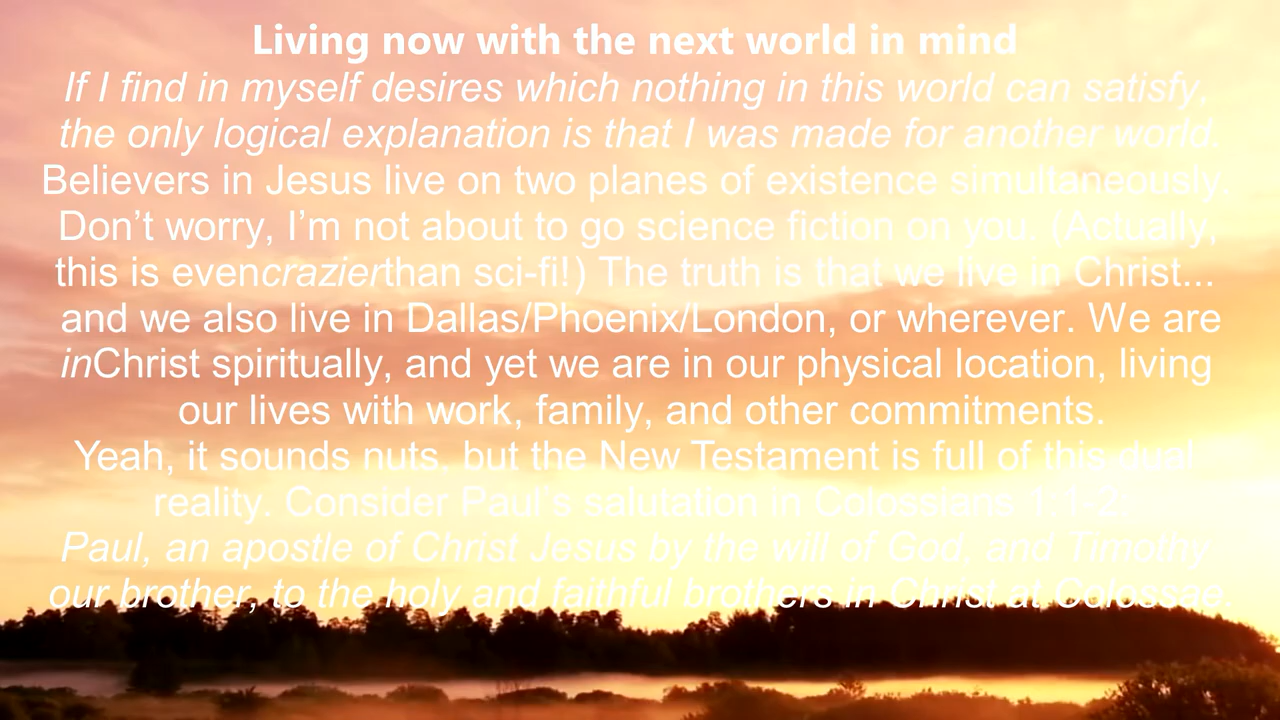 Living now with the next world in mind
If I find in myself desires which nothing in this world can satisfy,
the only logical explanation is that I was made for another world.
Believers in Jesus live on two planes of existence simultaneously.
Don’t worry, I’m not about to go science fiction on you. (Actually,
this is evencrazierthan sci-fi!) The truth is that we live in Christ...
and we also live in Dallas/Phoenix/London, or wherever. We are
inChrist spiritually, and yet we are in our physical location, living
our lives with work, family, and other commitments.
Yeah, it sounds nuts, but the New Testament is full of this dual
reality. Consider Paul’s salutation in Colossians 1:1-2:
Paul, an apostle of Christ Jesus by the will of God, and Timothy
our brother, to the holy and faithful brothers in Christ at Colossae.